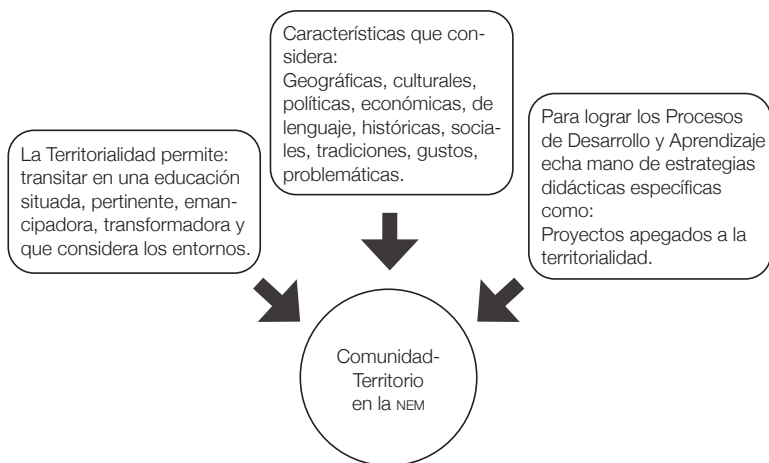 Características que con-
sidera:
Geográficas, culturales,
políticas, económicas, de
lenguaje, históricas, socia-
les, tradiciones, gustos,
problemáticas.
La Territorialidad permite:
transitar en una educación
situada, pertinente, eman-
cipadora, transformadora y
que considera los entornos.
Para lograr los Procesos
de Desarrollo y Aprendizaje
echa mano de estrategias
didácticas específicas
como:
Proyectos apegados a la
territorialidad.
Comunidad-
Territorio
en la NEM